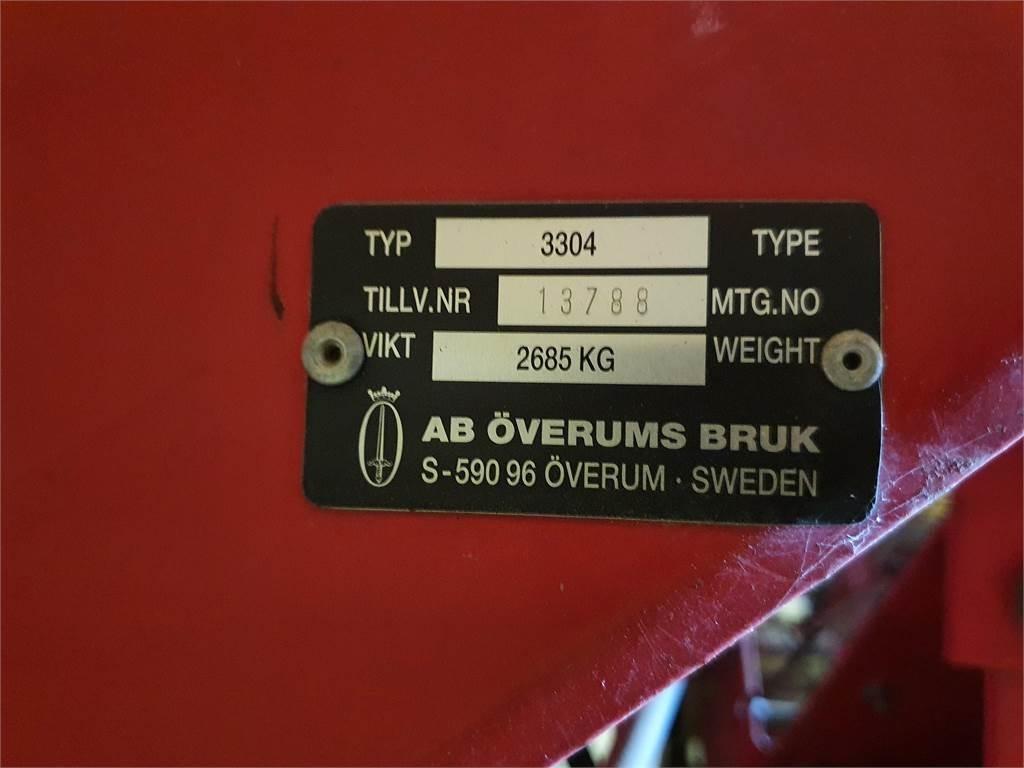 TYP 3304 TYPE
TILLV.NR 13788 MTG.NO
VIKT 2685 KG WEIGHT
AB ÖVERUMS BRUK
S-590 96 ÖVERUM · SWEDEN